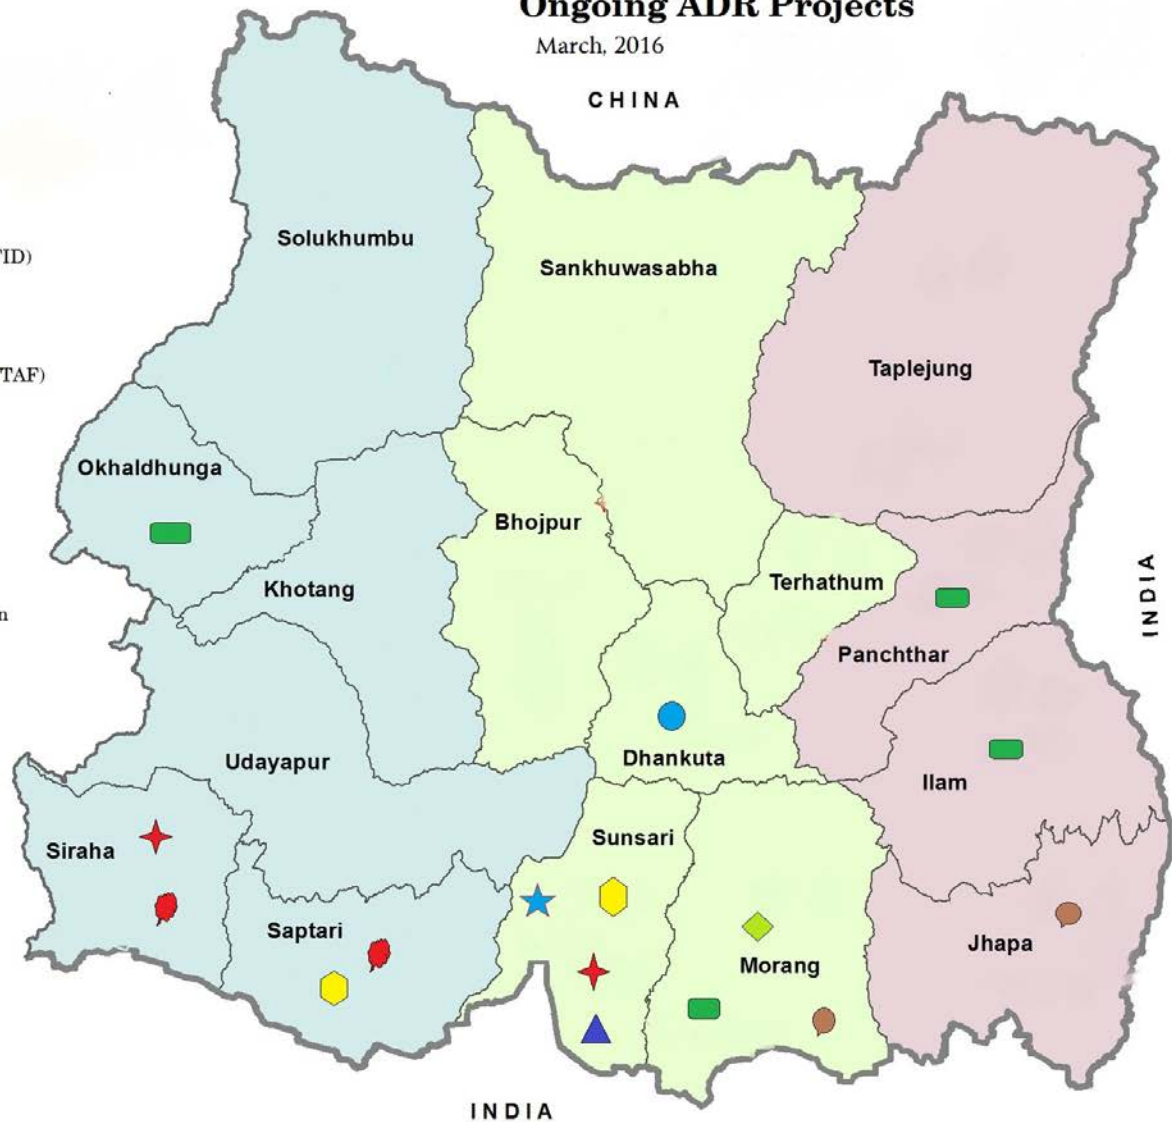 Ongoing ADR Projects
March, 2016
CHINA
Solukhumbu
ID)
Sankhuwasabha
Taplejung
TAF)
Okhaldhunga
Bhojpur
Terhathum
Khotang
INDIA
n
Panchthar
Dhankuta
Udayapur
Ilam
Sunsari
Siraha
Saptari
Jhapa
Morang
INDIA